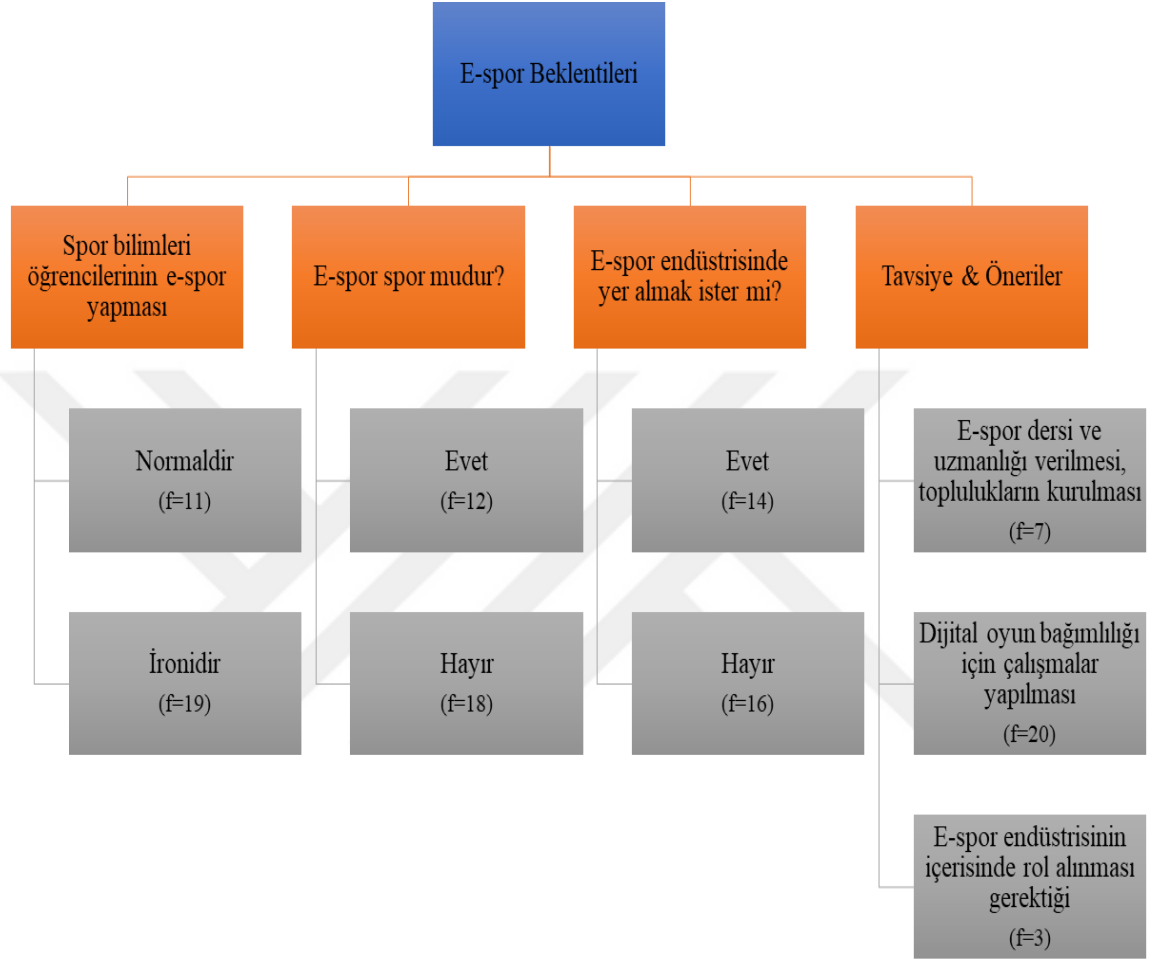 E-spor Beklentileri
Spor bilimleri
öğrencilerinin e-spor
yapması
E-spor spor mudur?
E-spor endüstrisinde
yer almak ister mi?
Tavsiye & Öneriler
Normaldir
(f=11)
Evet
(f=12)
Evet
(f=14)
E-spor dersi ve
uzmanlığı verilmesi,
toplulukların kurulması
(f=7)
İronidir
(f=19)
Hayır
(f=18)
Hayır
(f=16)
Dijital oyun bağımlılığı
için çalışmalar
yapılması
(f=20)
E-spor endüstrisinin
içerisinde rol alınması
gerektiği
(f=3)